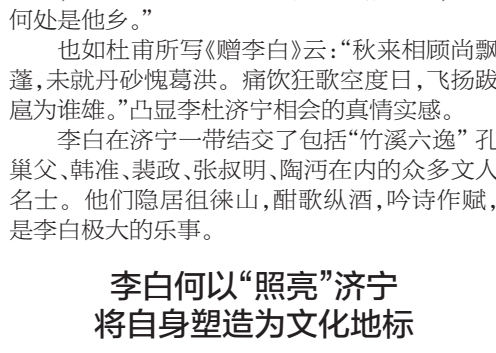 何处是他乡。”
也如杜甫所写《赠李白》云：“秋来相顾尚飘
蓬，未就丹砂愧葛洪。痛饮狂歌空度日，飞扬跋
扈为谁雄。”凸显李杜济宁相会的真情实感。
李白在济宁一带结交了包括“竹溪六逸” 孔
巢父、韩准、裴政、张叔明、陶沔在内的众多文人
名士。他们隐居徂徕山，酣歌纵酒，吟诗作赋，
是李白极大的乐事。
李白何以“照亮”济宁
将自身塑造为文化地标